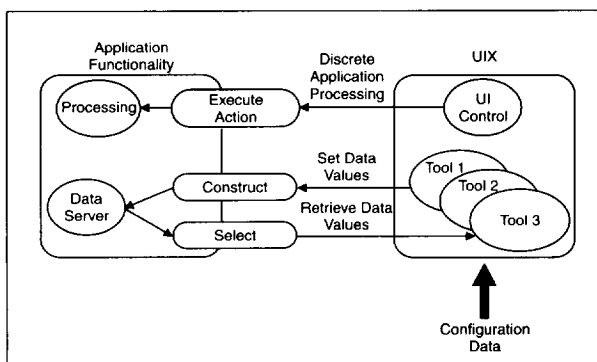 Application
Functionality
Discrete
Application
Processing
UIX
Processing
Execute
Action
UI
Control
Set Data
Values
Tool 1
Construct
Data
Server
Tool 2
Retrieve Data
Values
Tool 3
Select
Configuration
Data